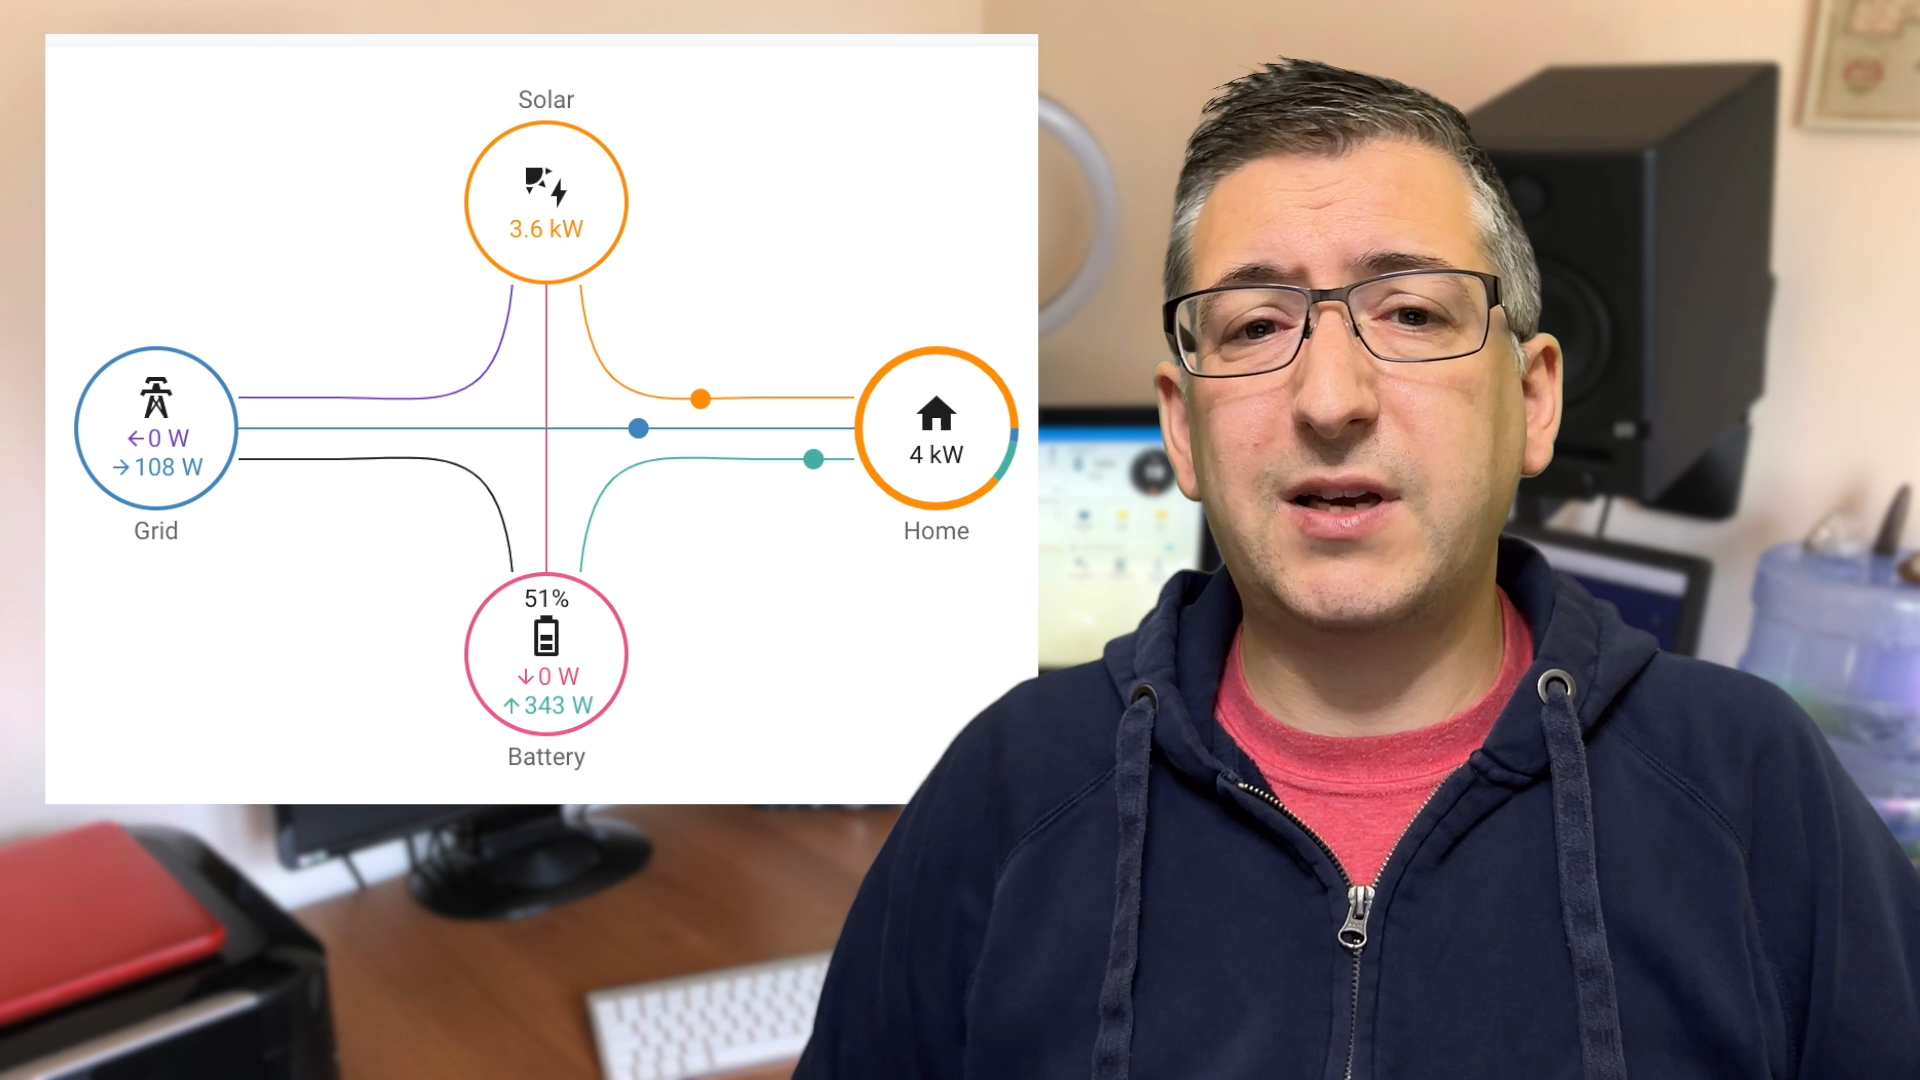 Solar
3.6 kW
←0 W
→108 W
Grid
4 kW
Home
51%
↓0 W
↑343 W
Battery